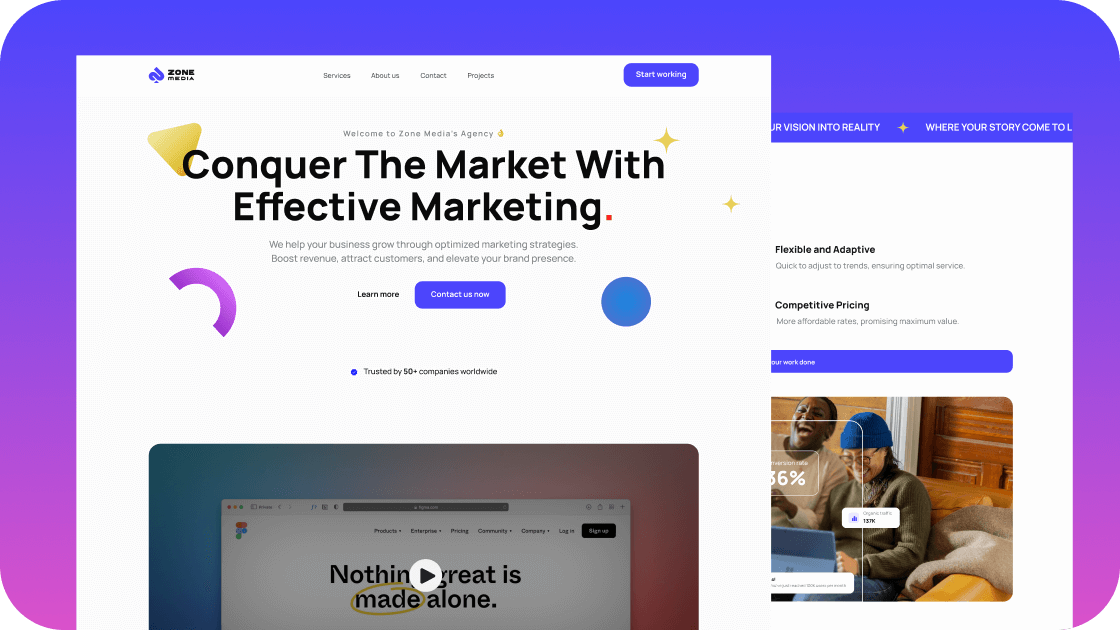 ZONE
MEDIA
Services
About us
Contact
Projects
Start working
Welcome to Zone Media's Agency 👌
Conquer The Market With
Effective Marketing.
We help your business grow through optimized marketing strategies.
Boost revenue, attract customers, and elevate your brand presence.
Learn more
Contact us now
Trusted by 50+ companies worldwide
Private
figma.com
Products
Enterprise
Pricing
Community
Company
Log in
Sign up
great is
made alone.
VISION INTO REALITY
WHERE YOUR STORY COME TO L
Flexible and Adaptive
Quick to adjust to trends, ensuring optimal service.
Competitive Pricing
More affordable rates, promising maximum value.
your work done
rate
36%
Organic traffic
137K